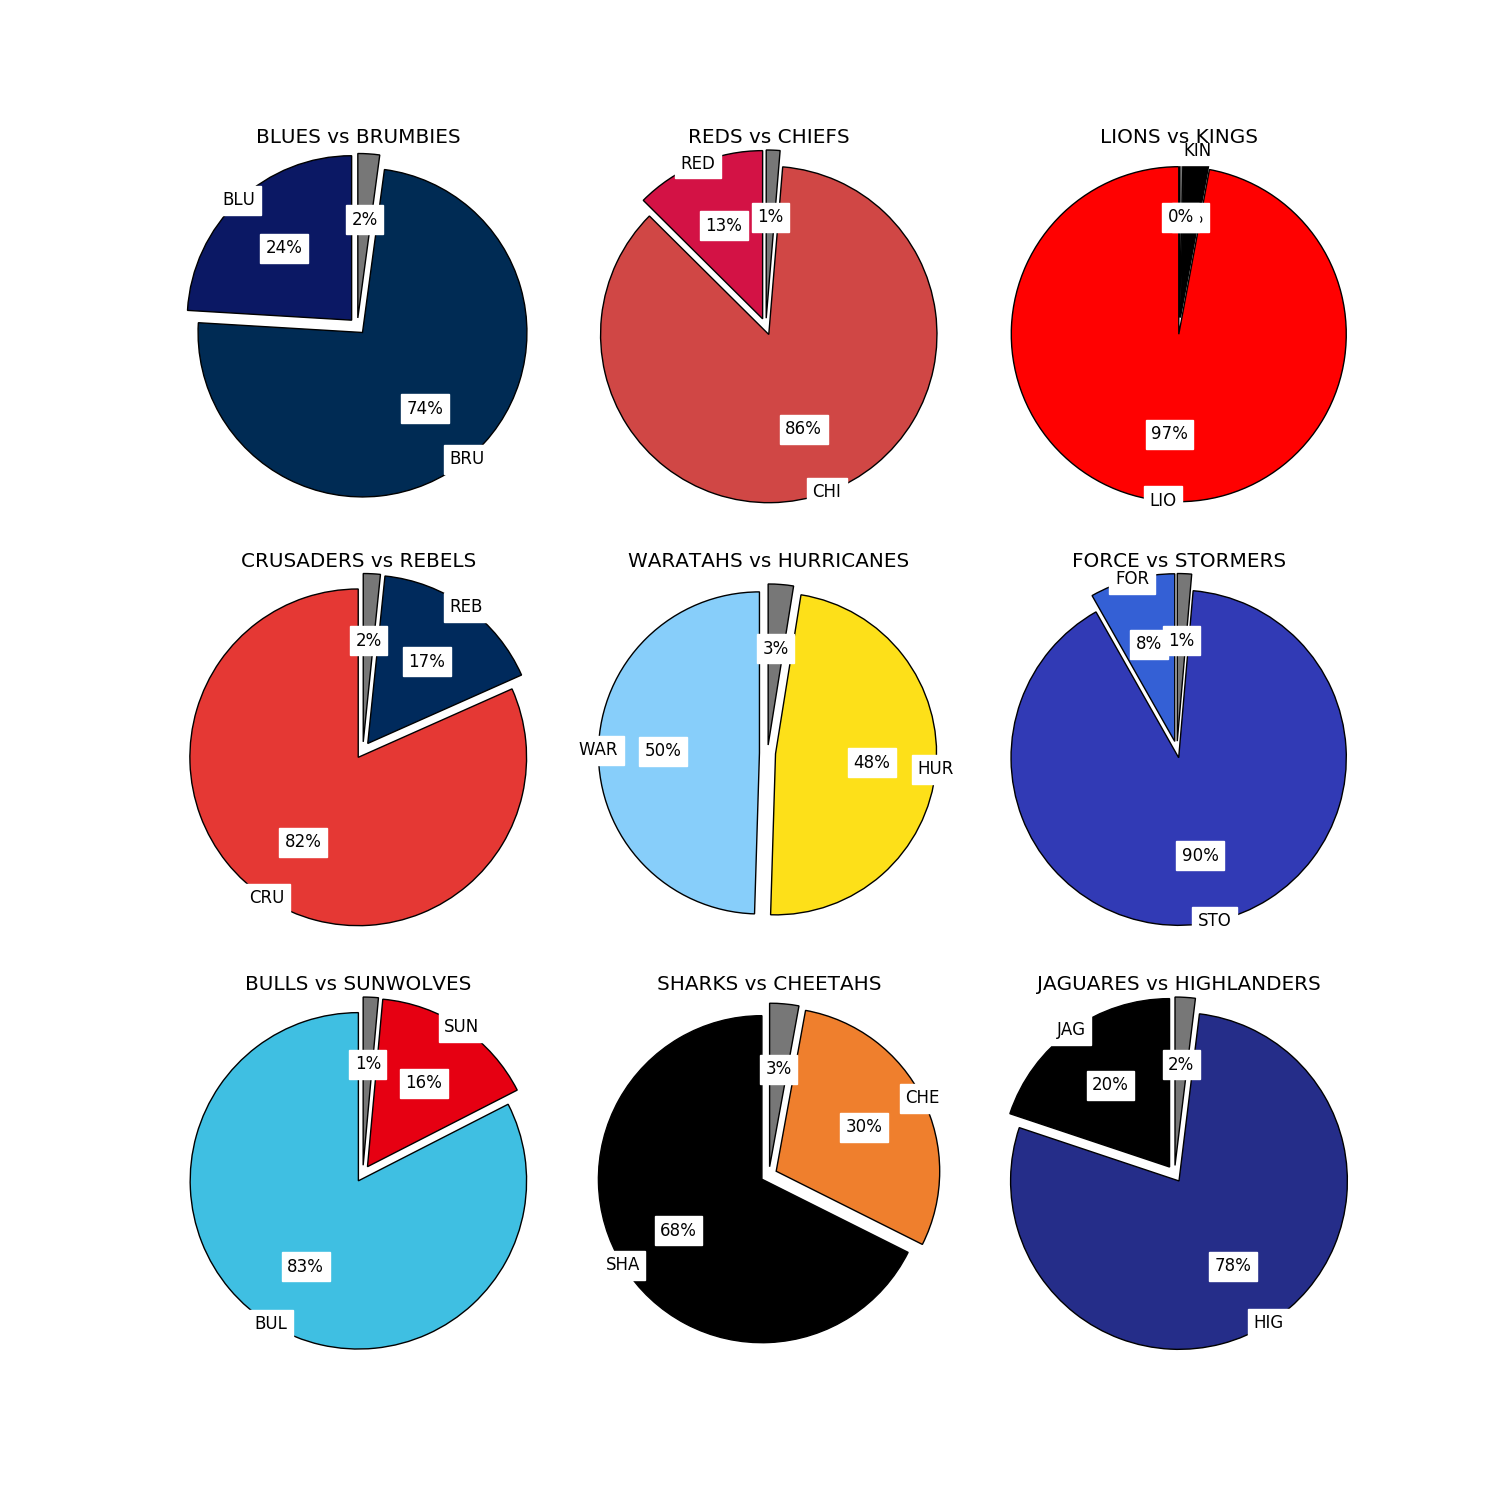 BLUES vs BRUMBIES
BLU
2%
24%
74%
BRU
REDS vs CHIEFS
RED
13%
1%
86%
CHI
LIONS vs KINGS
KIN
0%
97%
LIO
CRUSADERS vs REBELS
REB
2%
17%
82%
CRU
WARATAHS vs HURRICANES
3%
WAR
50%
48%
HUR
FORCE vs STORMERS
FOR
8%
1%
90%
STO
BULLS vs SUNWOLVES
SUN
1%
16%
83%
BUL
SHARKS vs CHEETAHS
3%
CHE
30%
68%
SHA
JAGUARES vs HIGHLANDERS
JAG
2%
20%
78%
HIG